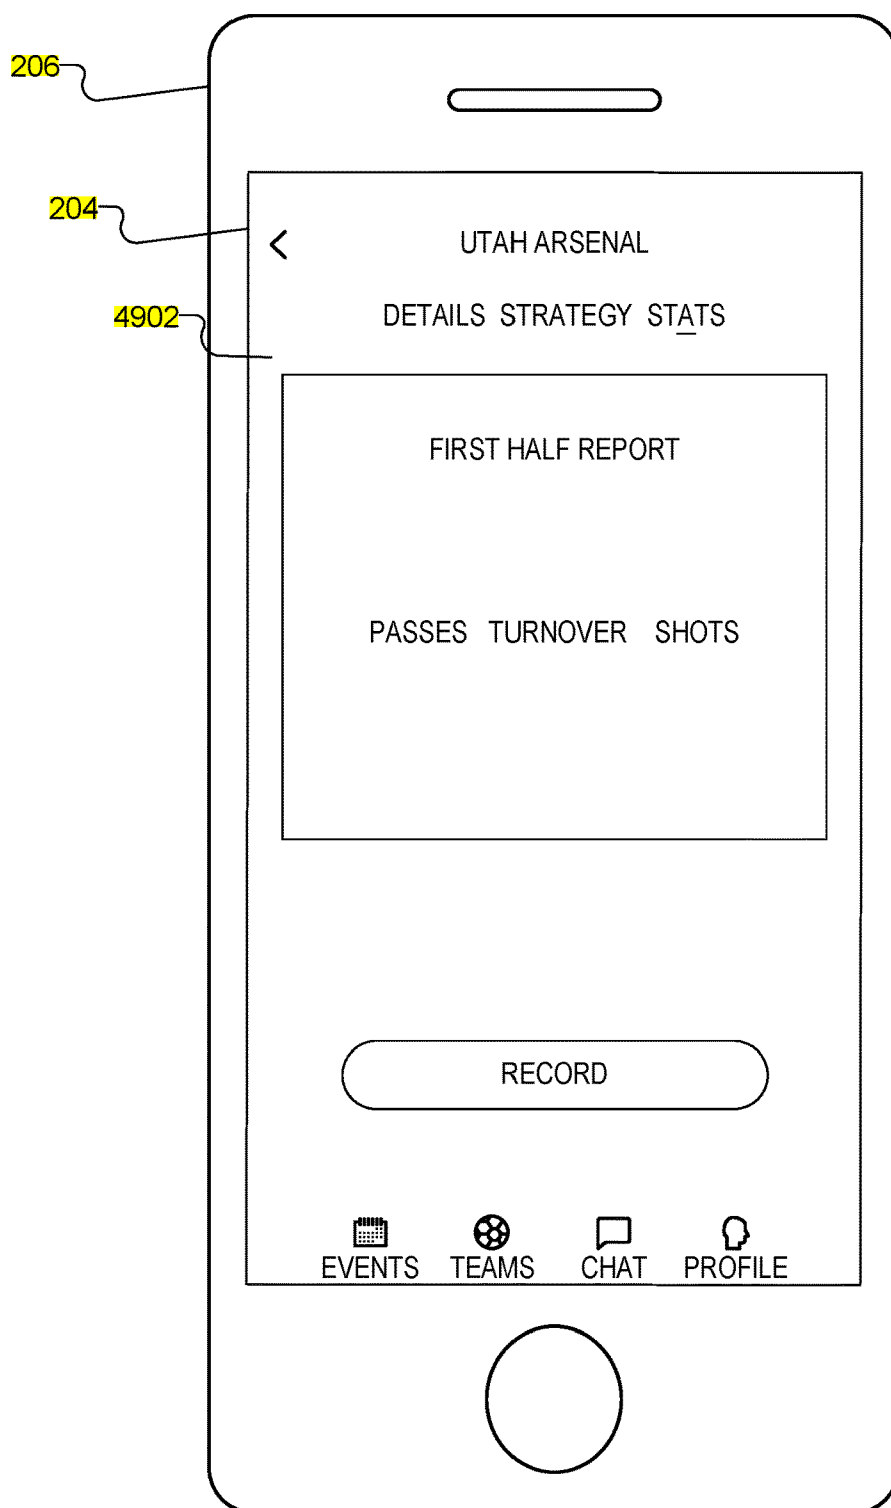 206
204
UTAH ARSENAL
4902
DETAILS STRATEGY STATS
FIRST HALF REPORT
PASSES TURNOVER SHOTS
RECORD
EVENTS TEAMS CHAT PROFILE